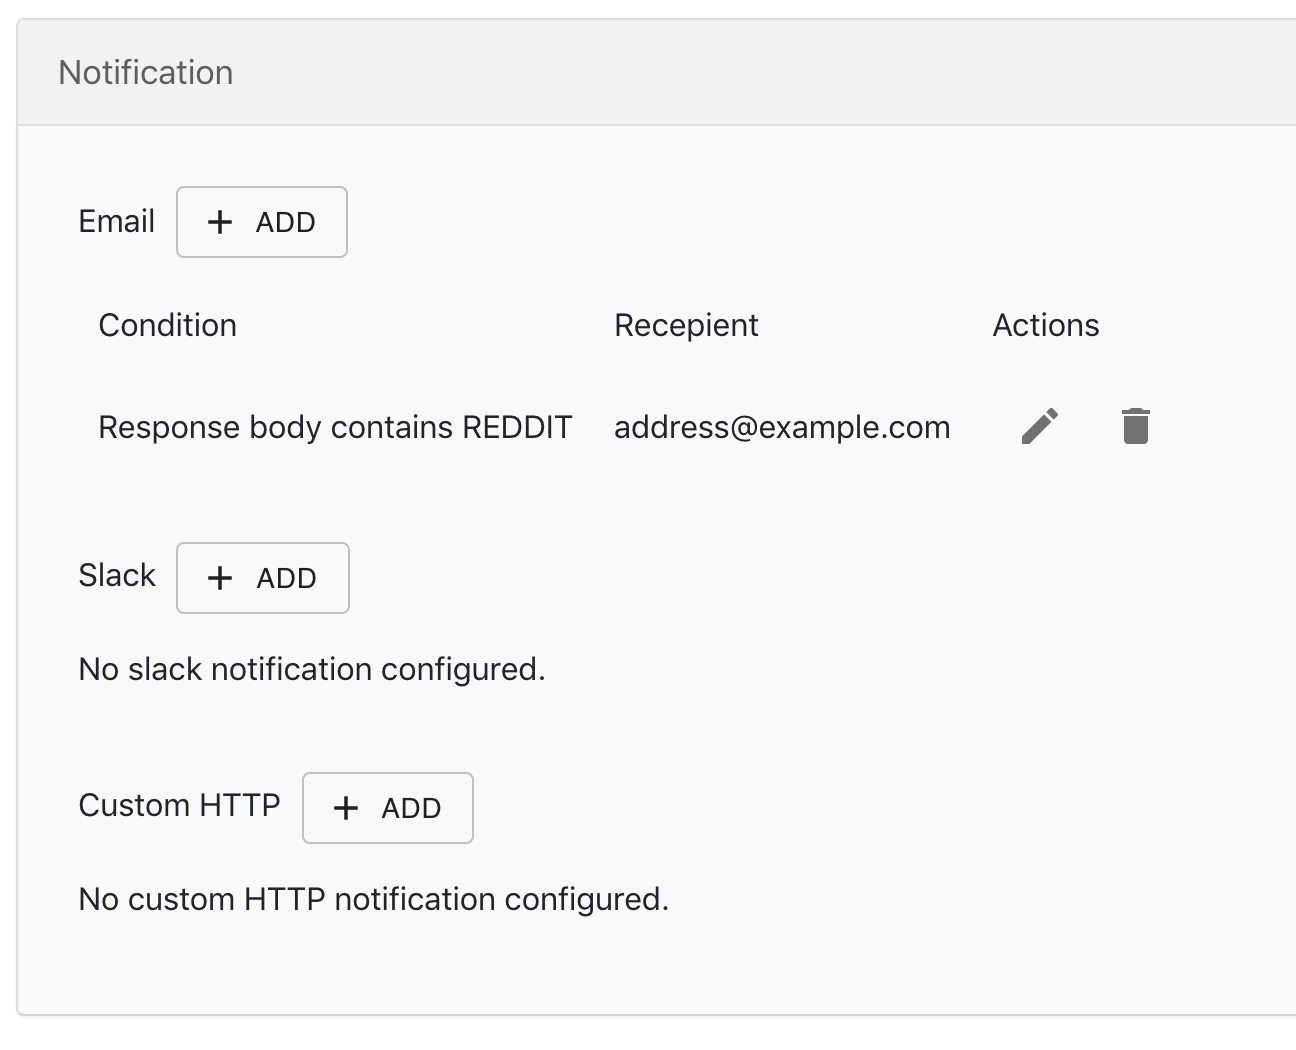 Notification
Email + ADD
Condition Recepient Actions
Response body contains REDDIT address@example.com
Slack + ADD
No slack notification configured.
Custom HTTP + ADD
No custom HTTP notification configured.